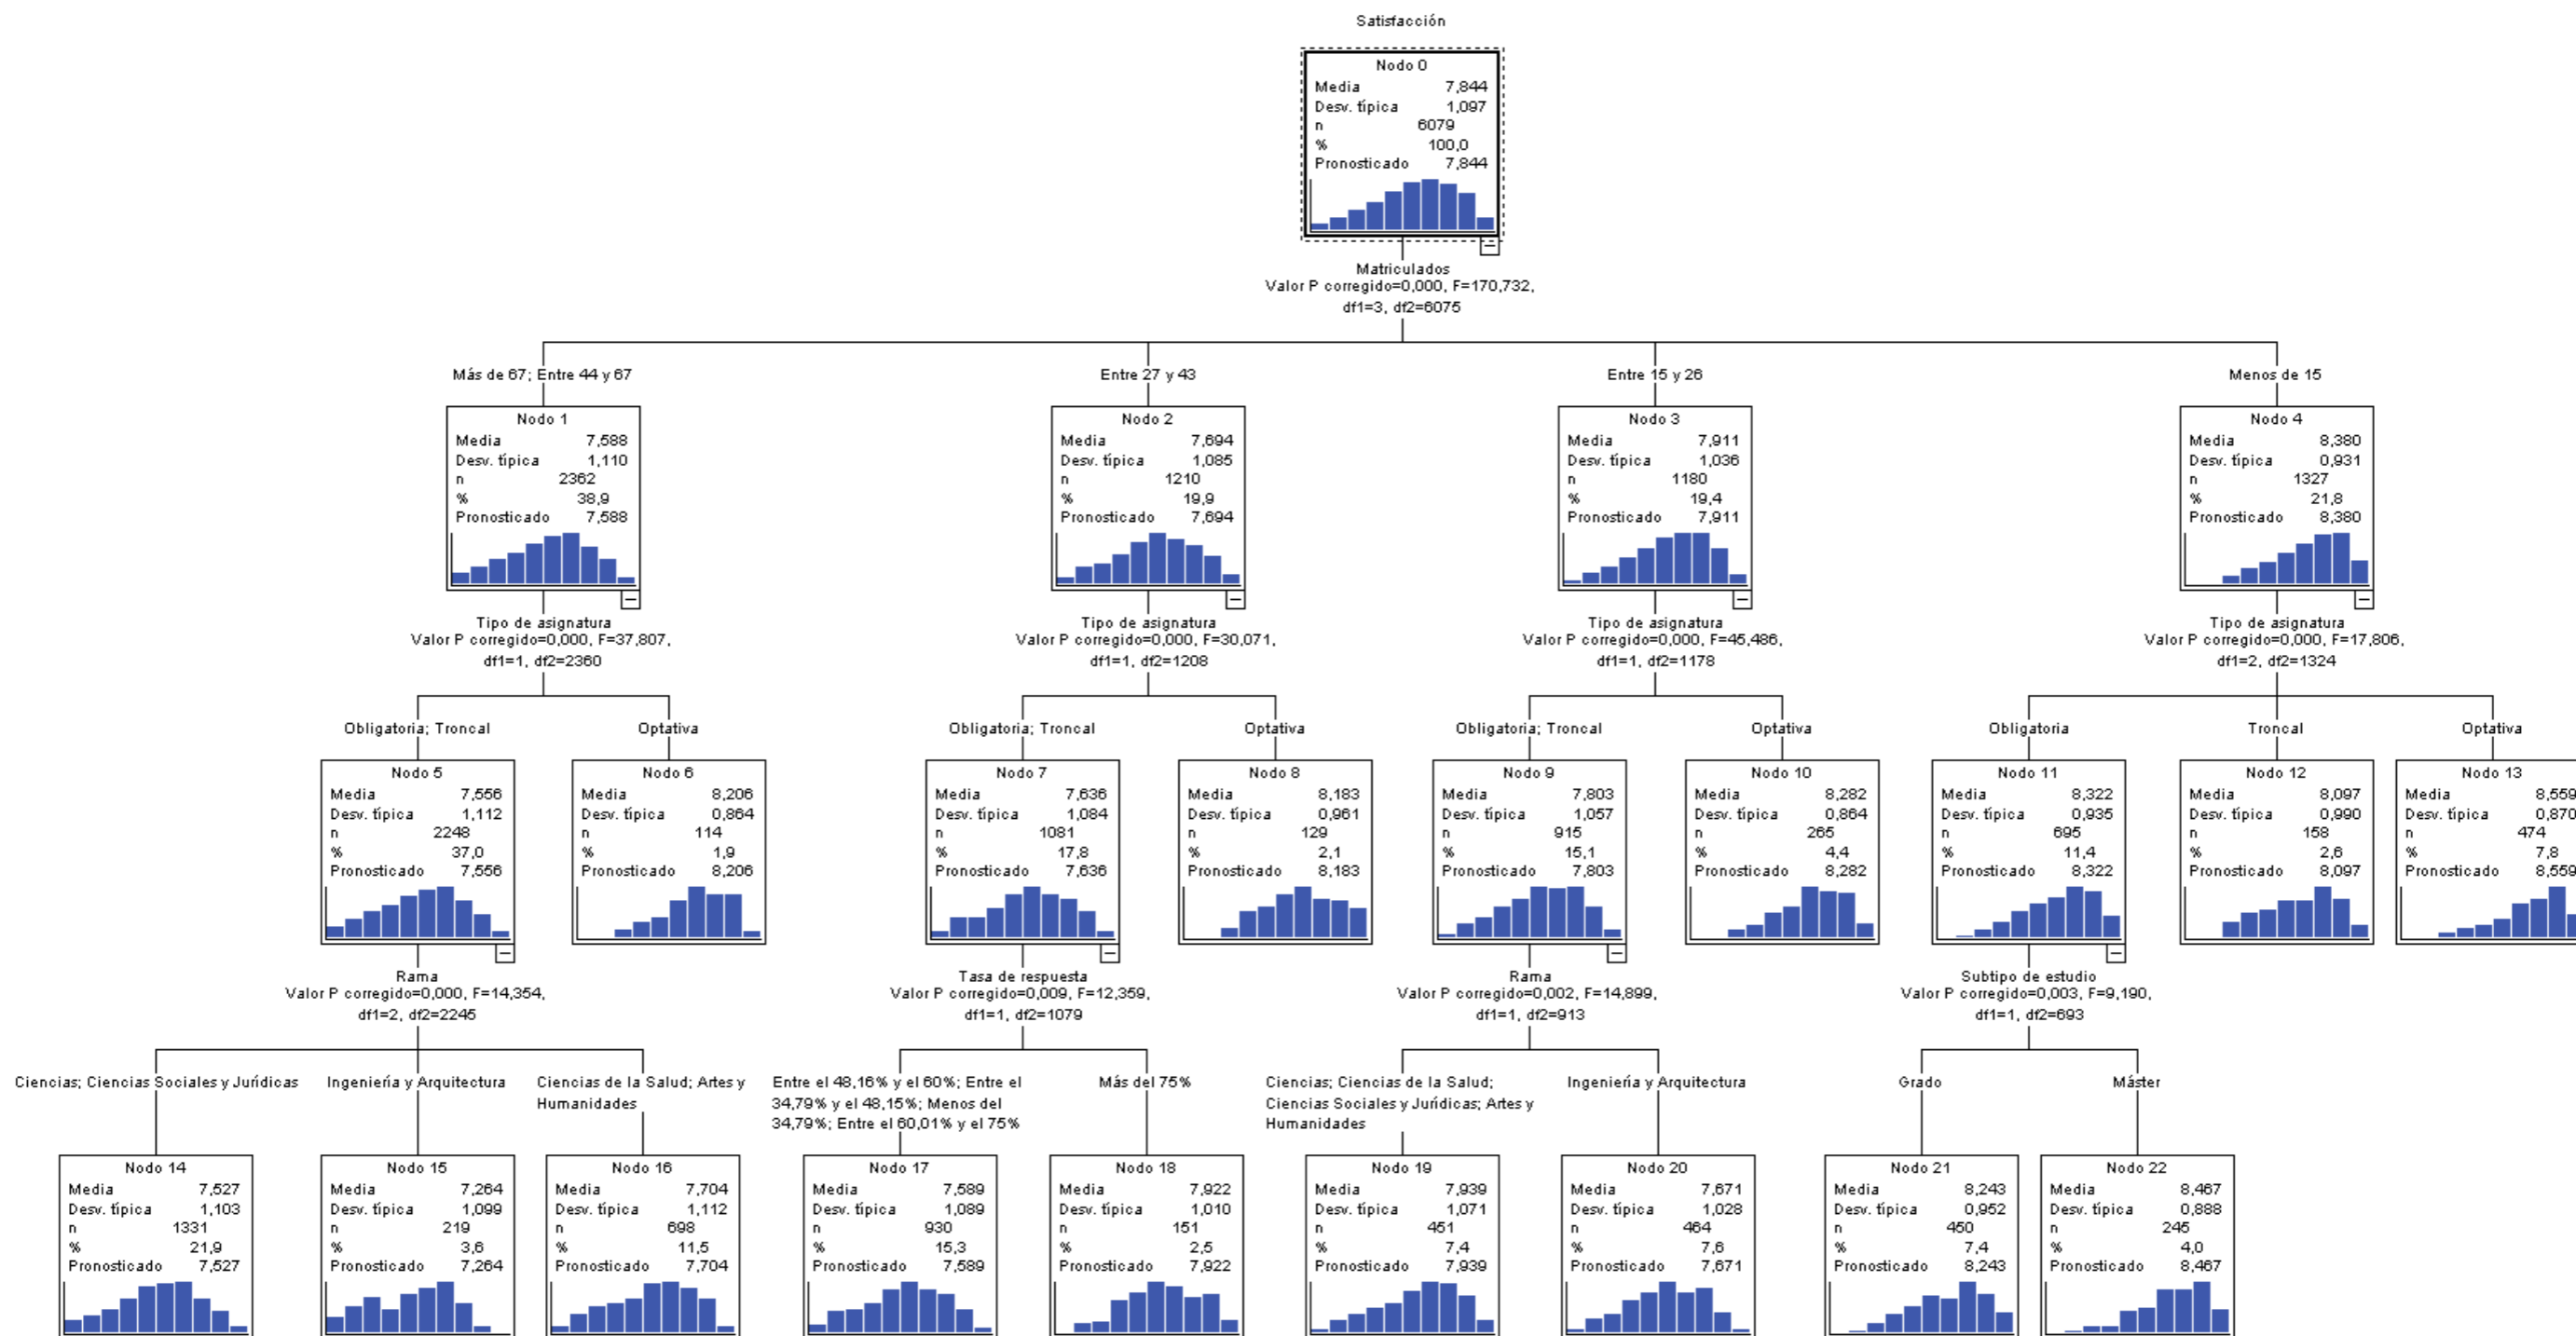 Satisfacción
Nodo 0
Media 7,844
Desv. típica 1,097
n 6079
% 100,0
Pronosticado 7,844
Matriculados
Valor P corregido=0,000, F=170,732,
df1=3, df2=6075
Más de 67; Entre 44 y 67
Entre 27 y 43
Entre 15 y 26
Menos de 15
Nodo 1
Media 7,588
Desv. típica 1,110
n 2362
% 38,9
Pronosticado 7,588
Nodo 2
Media 7,694
Desv. típica 1,085
n 1210
% 19,9
Pronosticado 7,694
Nodo 3
Media 7,911
Desv. típica 1,036
n 1180
% 19,4
Pronosticado 7,911
Nodo 4
Media 8,380
Desv. típica 0,931
n 1327
% 21,8
Pronosticado 8,380
Tipo de asignatura
Valor P corregido=0,000, F=37,807,
df1=1, df2=2360
Tipo de asignatura
Valor P corregido=0,000, F=30,071,
df1=1, df2=1208
Tipo de asignatura
Valor P corregido=0,000, F=45,486,
df1=1, df2=1178
Tipo de asignatura
Valor P corregido=0,000, F=17,806,
df1=2, df2=1324
Obligatoria; Troncal
Optativa
Obligatoria; Troncal
Optativa
Obligatoria; Troncal
Optativa
Obligatoria
Troncal
Optativa
Nodo 5
Media 7,556
Desv. típica 1,112
n 2248
% 37,0
Pronosticado 7,556
Nodo 6
Media 8,206
Desv. típica 0,864
n 114
% 1,9
Pronosticado 8,206
Nodo 7
Media 7,636
Desv. típica 1,084
n 1081
% 17,8
Pronosticado 7,636
Nodo 8
Media 8,183
Desv. típica 0,961
n 129
% 2,1
Pronosticado 8,183
Nodo 9
Media 7,803
Desv. típica 1,057
n 915
% 15,1
Pronosticado 7,803
Nodo 10
Media 8,282
Desv. típica 0,864
n 265
% 4,4
Pronosticado 8,282
Nodo 11
Media 8,322
Desv. típica 0,935
n 695
% 11,4
Pronosticado 8,322
Nodo 12
Media 8,097
Desv. típica 0,990
n 158
% 2,6
Pronosticado 8,097
Nodo 13
Media 8,559
Desv. típica 0,870
n 474
% 7,8
Pronosticado 8,559
Rama
Valor P corregido=0,000, F=14,354,
df1=2, df2=2245
Tasa de respuesta
Valor P corregido=0,009, F=12,359,
df1=1, df2=1079
Rama
Valor P corregido=0,002, F=14,899,
df1=1, df2=913
Subtipo de estudio
Valor P corregido=0,003, F=9,190,
df1=1, df2=693
Ciencias; Ciencias Sociales y Jurídicas
Ingeniería y Arquitectura
Ciencias de la Salud; Artes y
Humanidades
Entre el 48,16% y el 60%; Entre el
34,79% y el 48,15%; Menos del
34,79%; Entre el 60,01% y el 75%
Más del 75%
Ciencias; Ciencias de la Salud;
Ciencias Sociales y Jurídicas; Artes y
Humanidades
Ingeniería y Arquitectura
Grado
Máster
Nodo 14
Media 7,527
Desv. típica 1,103
n 1331
% 21,9
Pronosticado 7,527
Nodo 15
Media 7,264
Desv. típica 1,099
n 219
% 3,6
Pronosticado 7,264
Nodo 16
Media 7,704
Desv. típica 1,112
n 698
% 11,5
Pronosticado 7,704
Nodo 17
Media 7,589
Desv. típica 1,089
n 930
% 15,3
Pronosticado 7,589
Nodo 18
Media 7,922
Desv. típica 1,010
n 151
% 2,5
Pronosticado 7,922
Nodo 19
Media 7,939
Desv. típica 1,071
n 451
% 7,4
Pronosticado 7,939
Nodo 20
Media 7,671
Desv. típica 1,028
n 464
% 7,6
Pronosticado 7,671
Nodo 21
Media 8,243
Desv. típica 0,952
n 450
% 7,4
Pronosticado 8,243
Nodo 22
Media 8,467
Desv. típica 0,888
n 245
% 4,0
Pronosticado 8,467